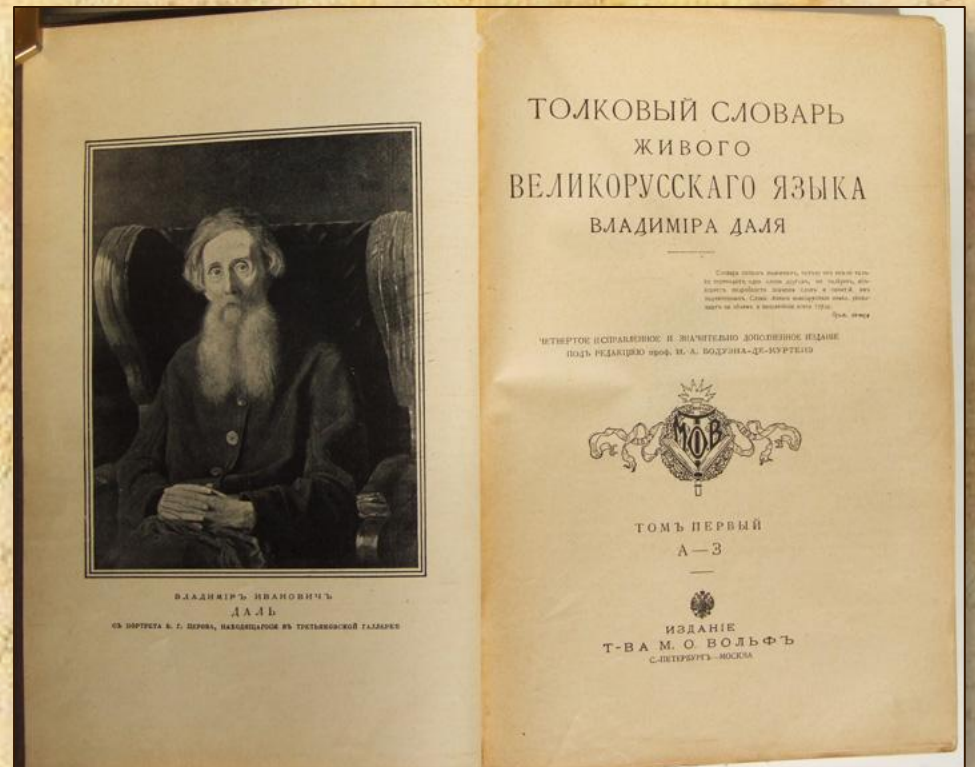 ВЛАДИМІРЪ ИВАНОВИЧЪ
ДАЛЬ
СЪ ПОРТРЕТА В. Г. ПЕРОВА, НАХОДЯЩАГОСЯ ВЪ ТРЕТЬЯКОВСКОЙ ГАЛЛЕРЕѢ
ТОЛКОВЫЙ СЛОВАРЬ
ЖИВОГО
ВЕЛИКОРУССКАГО ЯЗЫКА
ВЛАДИМІРА ДАЛЯ
ЧЕТВЕРТОЕ ИСПРАВЛЕННОЕ И ЗНАЧИТЕЛЬНО ДОПОЛНЕННОЕ ИЗДАНІЕ
ПОДЪ РЕДАКЦІЕЮ проф. И. А. БОДУЭНА-ДЕ-КУРТЕНЭ
МОВ
ТОМЪ ПЕРВЫЙ
А—З
ИЗДАНІЕ
Т-ВА М. О. ВОЛЬФЪ
С.-ПЕТЕРБУРГЪ—МОСКВА